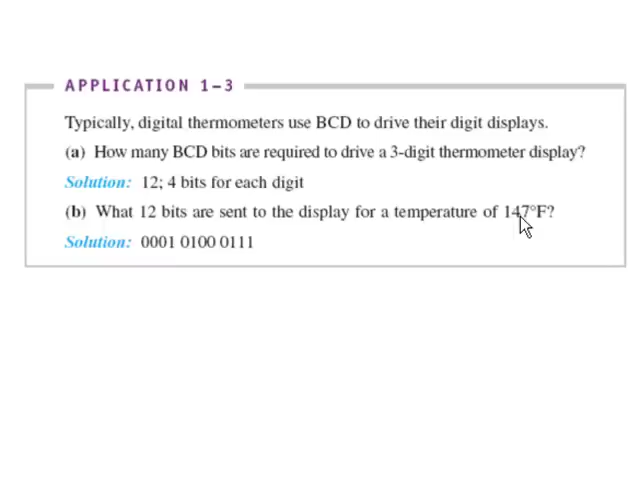 APPLICATION 1–3
Typically, digital thermometers use BCD to drive their digit displays.
(a) How many BCD bits are required to drive a 3-digit thermometer display?
Solution: 12; 4 bits for each digit
(b) What 12 bits are sent to the display for a temperature of 147°F?
Solution: 0001 0100 0111